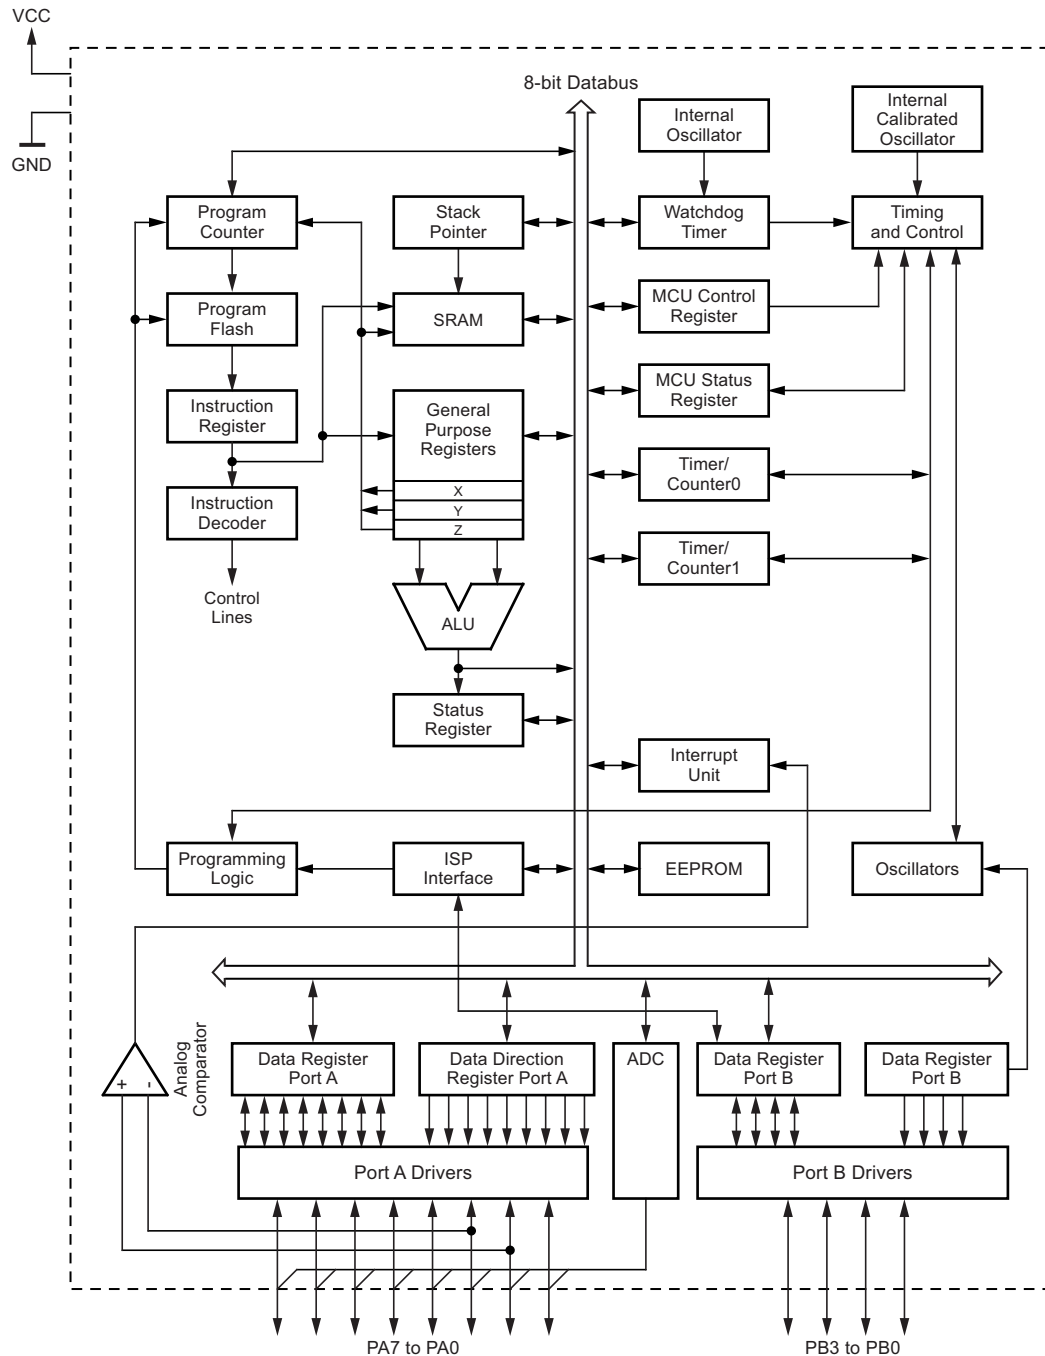 VCC
GND
8-bit Databus
Internal
Oscillator
Internal
Calibrated
Oscillator
Program
Counter
Stack
Pointer
Watchdog
Timer
Timing
and Control
Program
Flash
SRAM
MCU Control
Register
Instruction
Register
General
Purpose
Registers
X
Y
Z
MCU Status
Register
Instruction
Decoder
Timer/
Counter0
Control
Lines
ALU
Timer/
Counter1
Status
Register
Interrupt
Unit
Programming
Logic
ISP
Interface
EEPROM
Oscillators
+
-
Analog
Comparator
Data Register
Port A
Data Direction
Register Port A
ADC
Data Register
Port B
Data Register
Port B
Port A Drivers
Port B Drivers
PA7 to PA0
PB3 to PB0